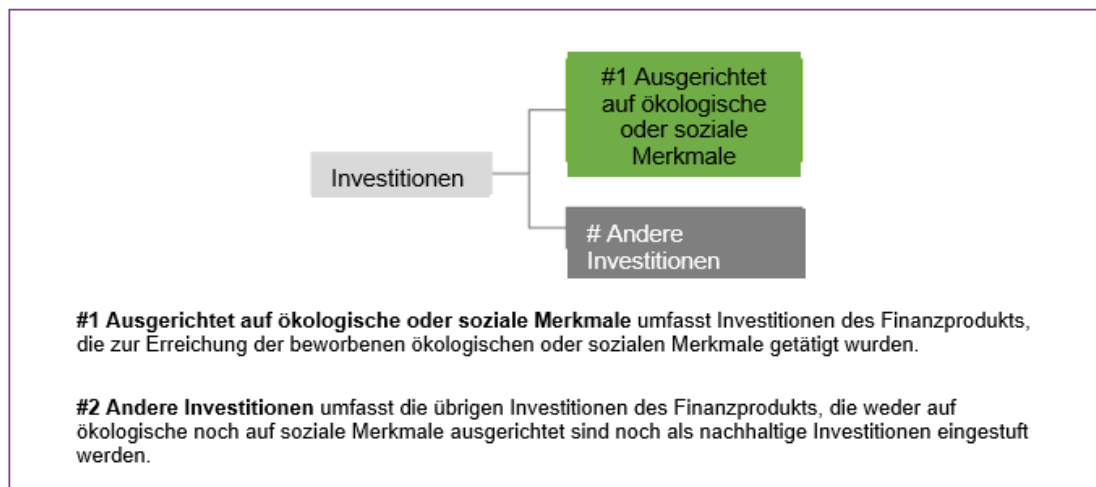 #1 Ausgerichtet
auf ökologische
oder soziale
Merkmale
Investitionen
# Andere
Investitionen
#1 Ausgerichtet auf ökologische oder soziale Merkmale umfasst Investitionen des Finanzprodukts,
die zur Erreichung der beworbenen ökologischen oder sozialen Merkmale getätigt wurden.
#2 Andere Investitionen umfasst die übrigen Investitionen des Finanzprodukts, die weder auf
ökologische noch auf soziale Merkmale ausgerichtet sind noch als nachhaltige Investitionen eingestuft
werden.